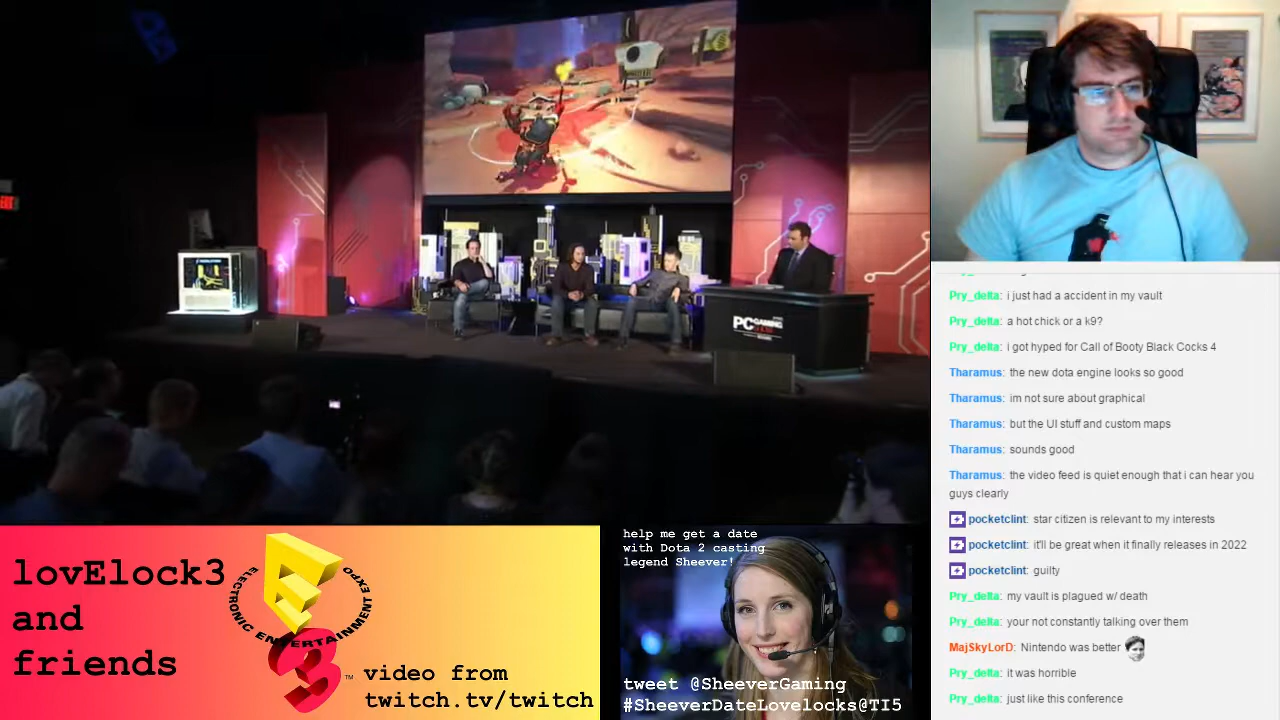 PC GAMING
SHOW
Pry_delta: i just had a accident in my vault
Pry_delta: a hot chick or a k9?
Pry_delta: i got hyped for Call of Booty Black Cocks 4
Tharamus: the new dota engine looks so good
Tharamus: im not sure about graphical
Tharamus: but the UI stuff and custom maps
Tharamus: sounds good
Tharamus: the video feed is quiet enough that i can hear you
guys clearly
pocketclint: star citizen is relevant to my interests
pocketclint: it'll be great when it finally releases in 2022
pocketclint: guilty
Pry_delta: my vault is plagued w/ death
Pry_delta: your not constantly talking over them
MajSkyLorD: Nintendo was better
Pry_delta: it was horrible
Pry_delta: just like this conference
lovElock3
and
friends
E3
ELECTRONIC ENTERTAINMENT EXPO
TM
video from
twitch.tv/twitch
help me get a date
with Dota 2 casting
legend Sheever!
tweet @SheeverGaming
#SheeverDateLovelocks@TI5